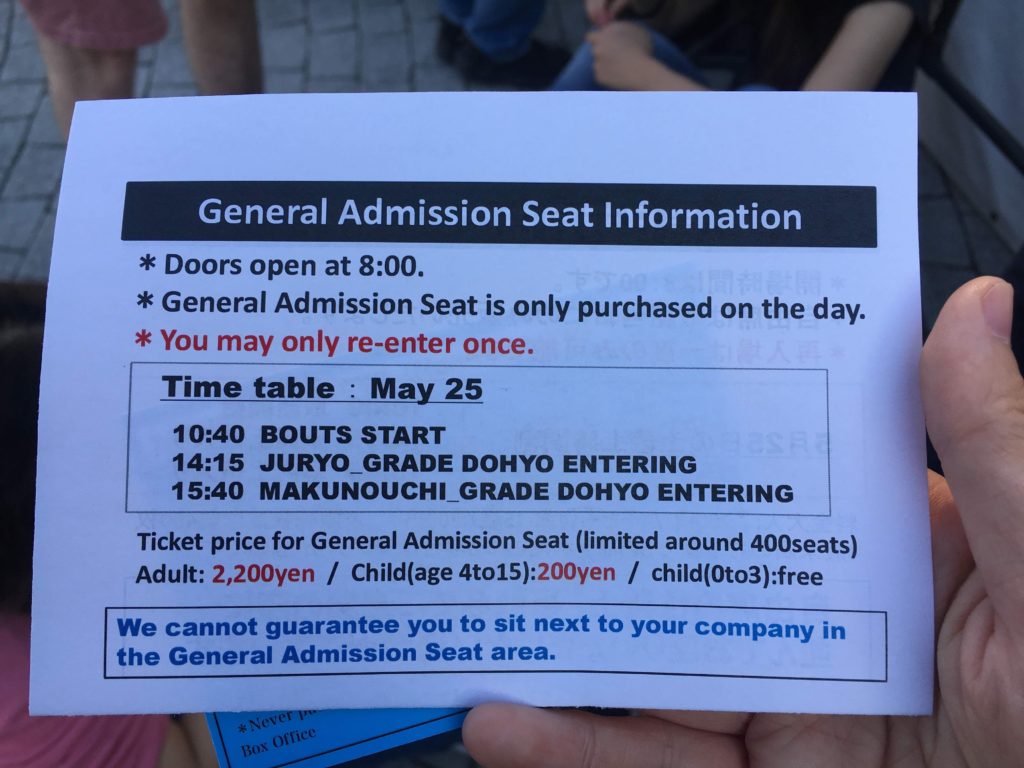 General Admission Seat Information
* Doors open at 8:00.
* General Admission Seat is only purchased on the day.
* You may only re-enter once.
Time table : May 25
10:40 BOUTS START
14:15 JURYO_GRADE DOHYO ENTERING
15:40 MAKUNOUCHI_GRADE DOHYO ENTERING
Ticket price for General Admission Seat (limited around 400seats)
Adult: 2,200yen / Child(age 4to15):200yen / child(0to3):free
We cannot guarantee you to sit next to your company in
the General Admission Seat area.
*Never
Box Office